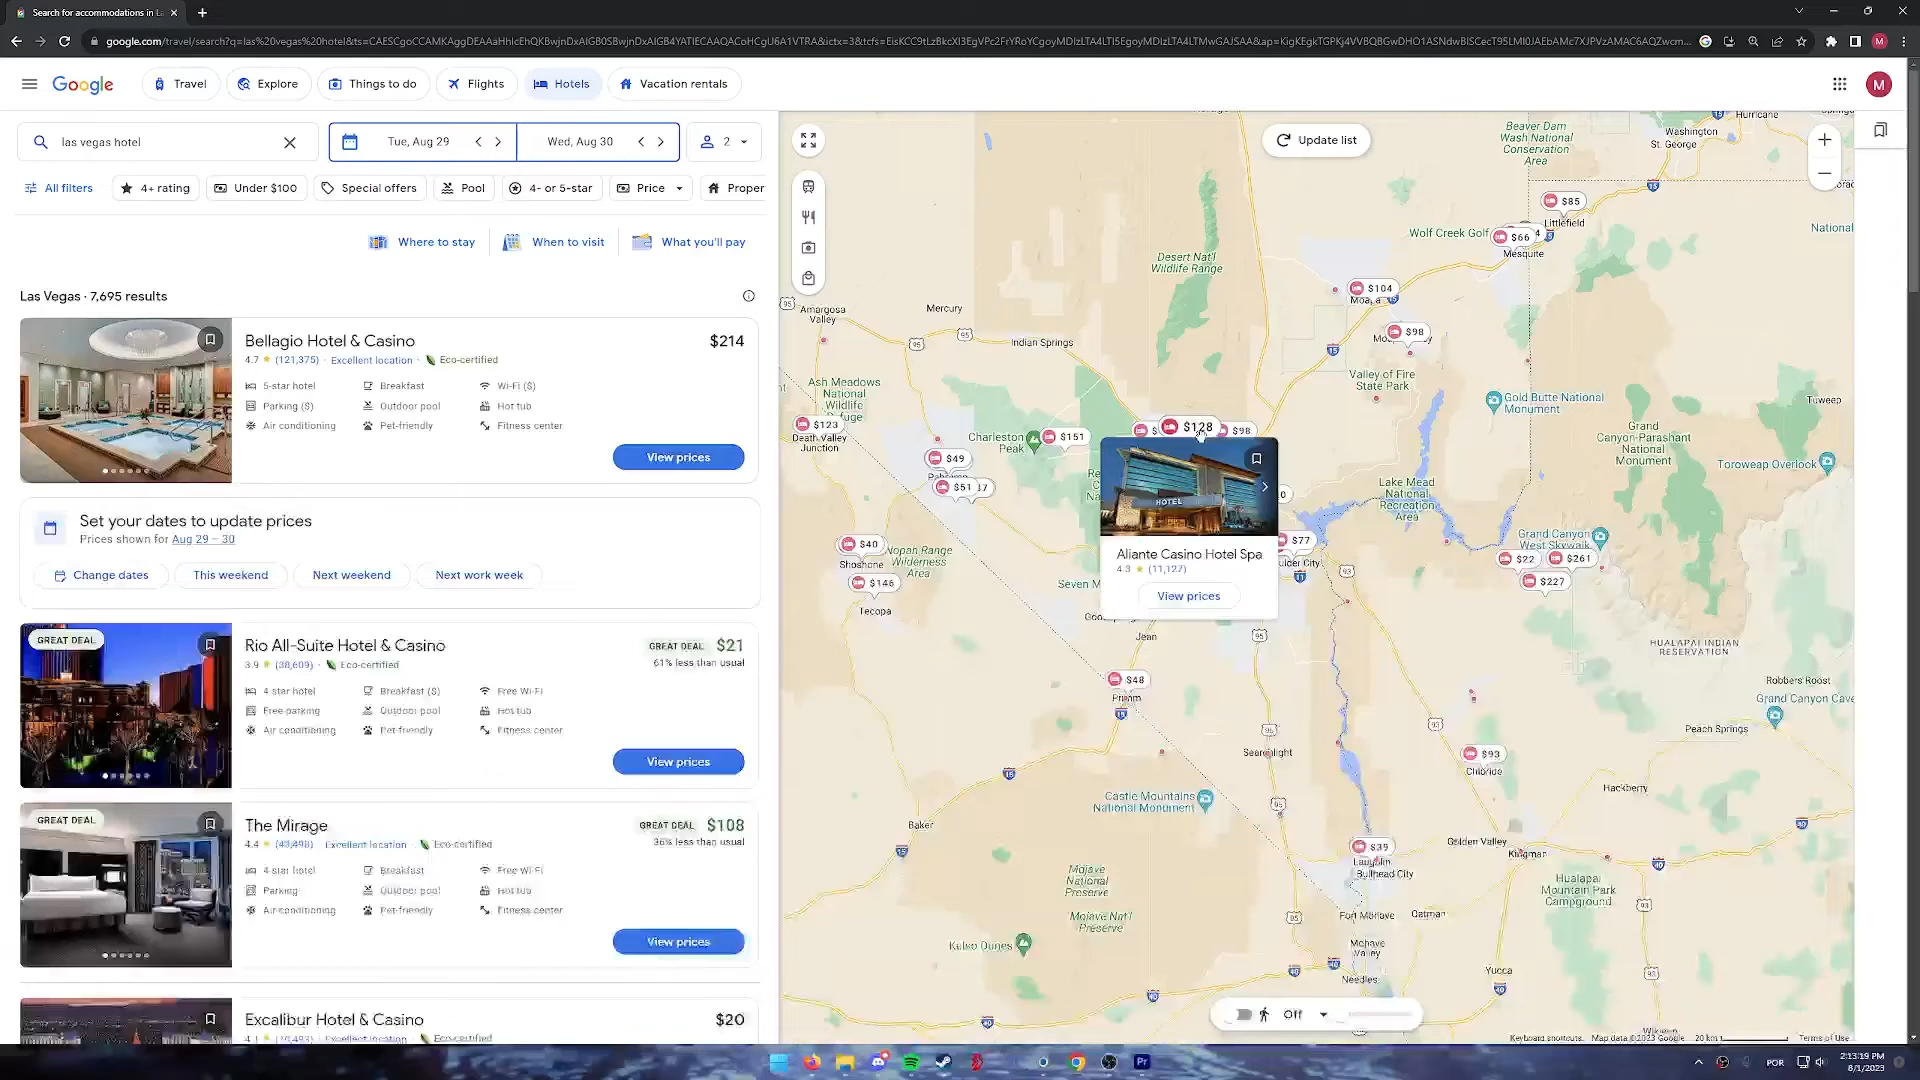 Search for accommodations in La
google.com/travel/search?q=las%20vegas%20hotel&ts=
Google
Travel
Explore
Things to do
Flights
Hotels
Vacation rentals
M
las vegas hotel
Tue, Aug 29
Wed, Aug 30
2
All filters
4+ rating
Under $100
Special offers
Pool
4- or 5-star
Price
Proper
Where to stay
When to visit
What you'll pay
Las Vegas · 7,695 results
Bellagio Hotel & Casino
$214
4.7 (121,375) · Excellent location · Eco-certified
5-star hotel
Breakfast
Wi-Fi ($)
Parking ($)
Outdoor pool
Hot tub
Air conditioning
Pet-friendly
Fitness center
View prices
Set your dates to update prices
Prices shown for Aug 29 – 30
Change dates
This weekend
Next weekend
Next work week
GREAT DEAL
Rio All-Suite Hotel & Casino
GREAT DEAL $21
3.9 (38,609) · Eco-certified
61% less than usual
4-star hotel
Breakfast ($)
Free Wi-Fi
Free parking
Outdoor pool
Hot tub
Air conditioning
Pet-friendly
Fitness center
View prices
GREAT DEAL
The Mirage
GREAT DEAL $108
4.4 (43,498) Excellent location · Eco-certified
36% less than usual
4-star hotel
Breakfast
Free Wi-Fi
Parking
Outdoor pool
Hot tub
Air conditioning
Pet-friendly
Fitness center
View prices
Excalibur Hotel & Casino
$20
Excellent location
Eco-certified
Update list
Beaver Dam
Wash National
Conservation
Area
Washington
St. George
Hurricane
$85
Littlefield
Wolf Creek Golf
$66
Mesquite
National
Desert Nat'l
Wildlife Range
$104
Moapa
$98
Amargosa
Valley
Mercury
Indian Springs
Valley of Fire
State Park
Gold Butte National
Monument
Tuweep
Ash Meadows
National
Wildlife
Refuge
$123
Death Valley
Junction
Charleston
Peak
$151
$128
$98
Grand
Canyon-Parashant
National
Monument
Toroweap Overlook
$49
$51
Lake Mead
National
Recreation
Area
HOTEL
Aliante Casino Hotel Spa
4.3 (11,127)
View prices
$77
$40
Shoshone
Nopah Range
Wilderness
Area
$146
Tecopa
Grand Canyon
West Skywalk
$22
$261
$227
Jean
HUALAPAI INDIAN
RESERVATION
$48
Primm
Robbers Roost
Grand Canyon Cave
Peach Springs
Searchlight
$93
Chloride
Hackberry
Castle Mountains
National Monument
Baker
$39
Laughlin
Bullhead City
Golden Valley
Kingman
Mojave
National
Preserve
Mojave Nat'l
Preserve
Hualapai
Mountain Park
Campground
Fort Mohave
Oatman
Kelso Dunes
Mohave
Valley
Needles
Yucca
Off
Keyboard shortcuts
Map data ©2023 Google
20 km
Terms of Use
POR
2:13:19 PM
8/1/2023